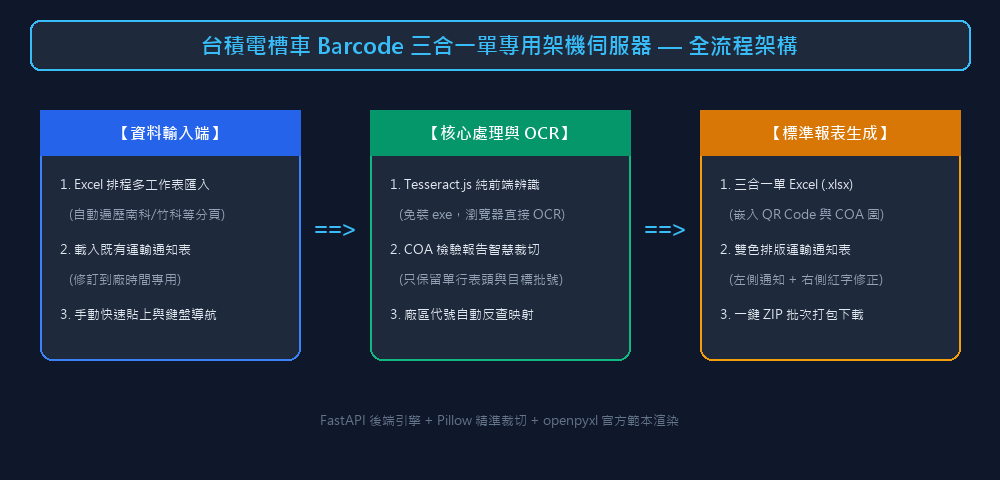 台積電槽車 Barcode 三合一單專用架機伺服器 — 全流程架構
【資料輸入端】
1. Excel 排程多工作表匯入
(自動遍歷南科/竹科等分頁)
2. 載入既有運輸通知表
(修訂到廠時間專用)
3. 手動快速貼上與鍵盤導航
==>
【核心處理與 OCR】
1. Tesseract.js 純前端辨識
(免裝 exe，瀏覽器直接 OCR)
2. COA 檢驗報告智慧裁切
(只保留單行表頭與目標批號)
3. 廠區代號自動反查映射
==>
【標準報表生成】
1. 三合一單 Excel (.xlsx)
(嵌入 QR Code 與 COA 圖)
2. 雙色排版運輸通知表
(左側通知 + 右側紅字修正)
3. 一鍵 ZIP 批次打包下載
FastAPI 後端引擎 + Pillow 精準裁切 + openpyxl 官方範本渲染